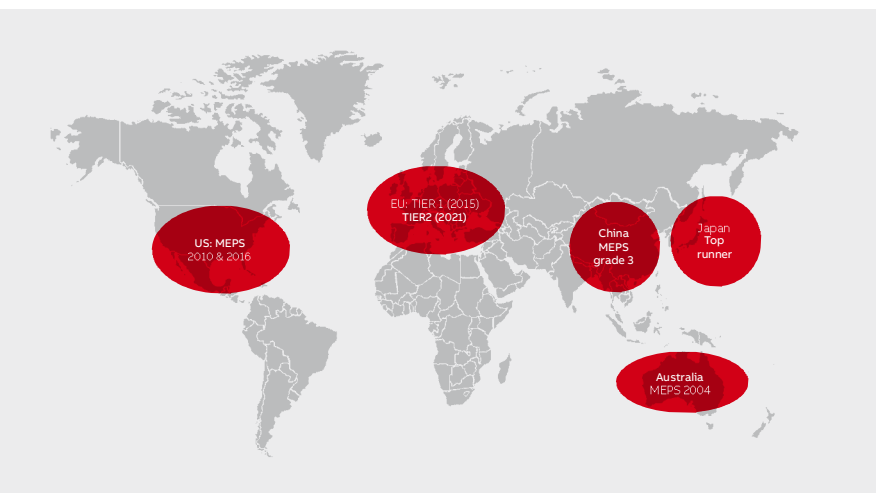 EU: TIER 1 (2015)
TIER2 (2021)
US: MEPS
2010 & 2016
China
MEPS
grade 3
Japan
Top
runner
Australia
MEPS 2004